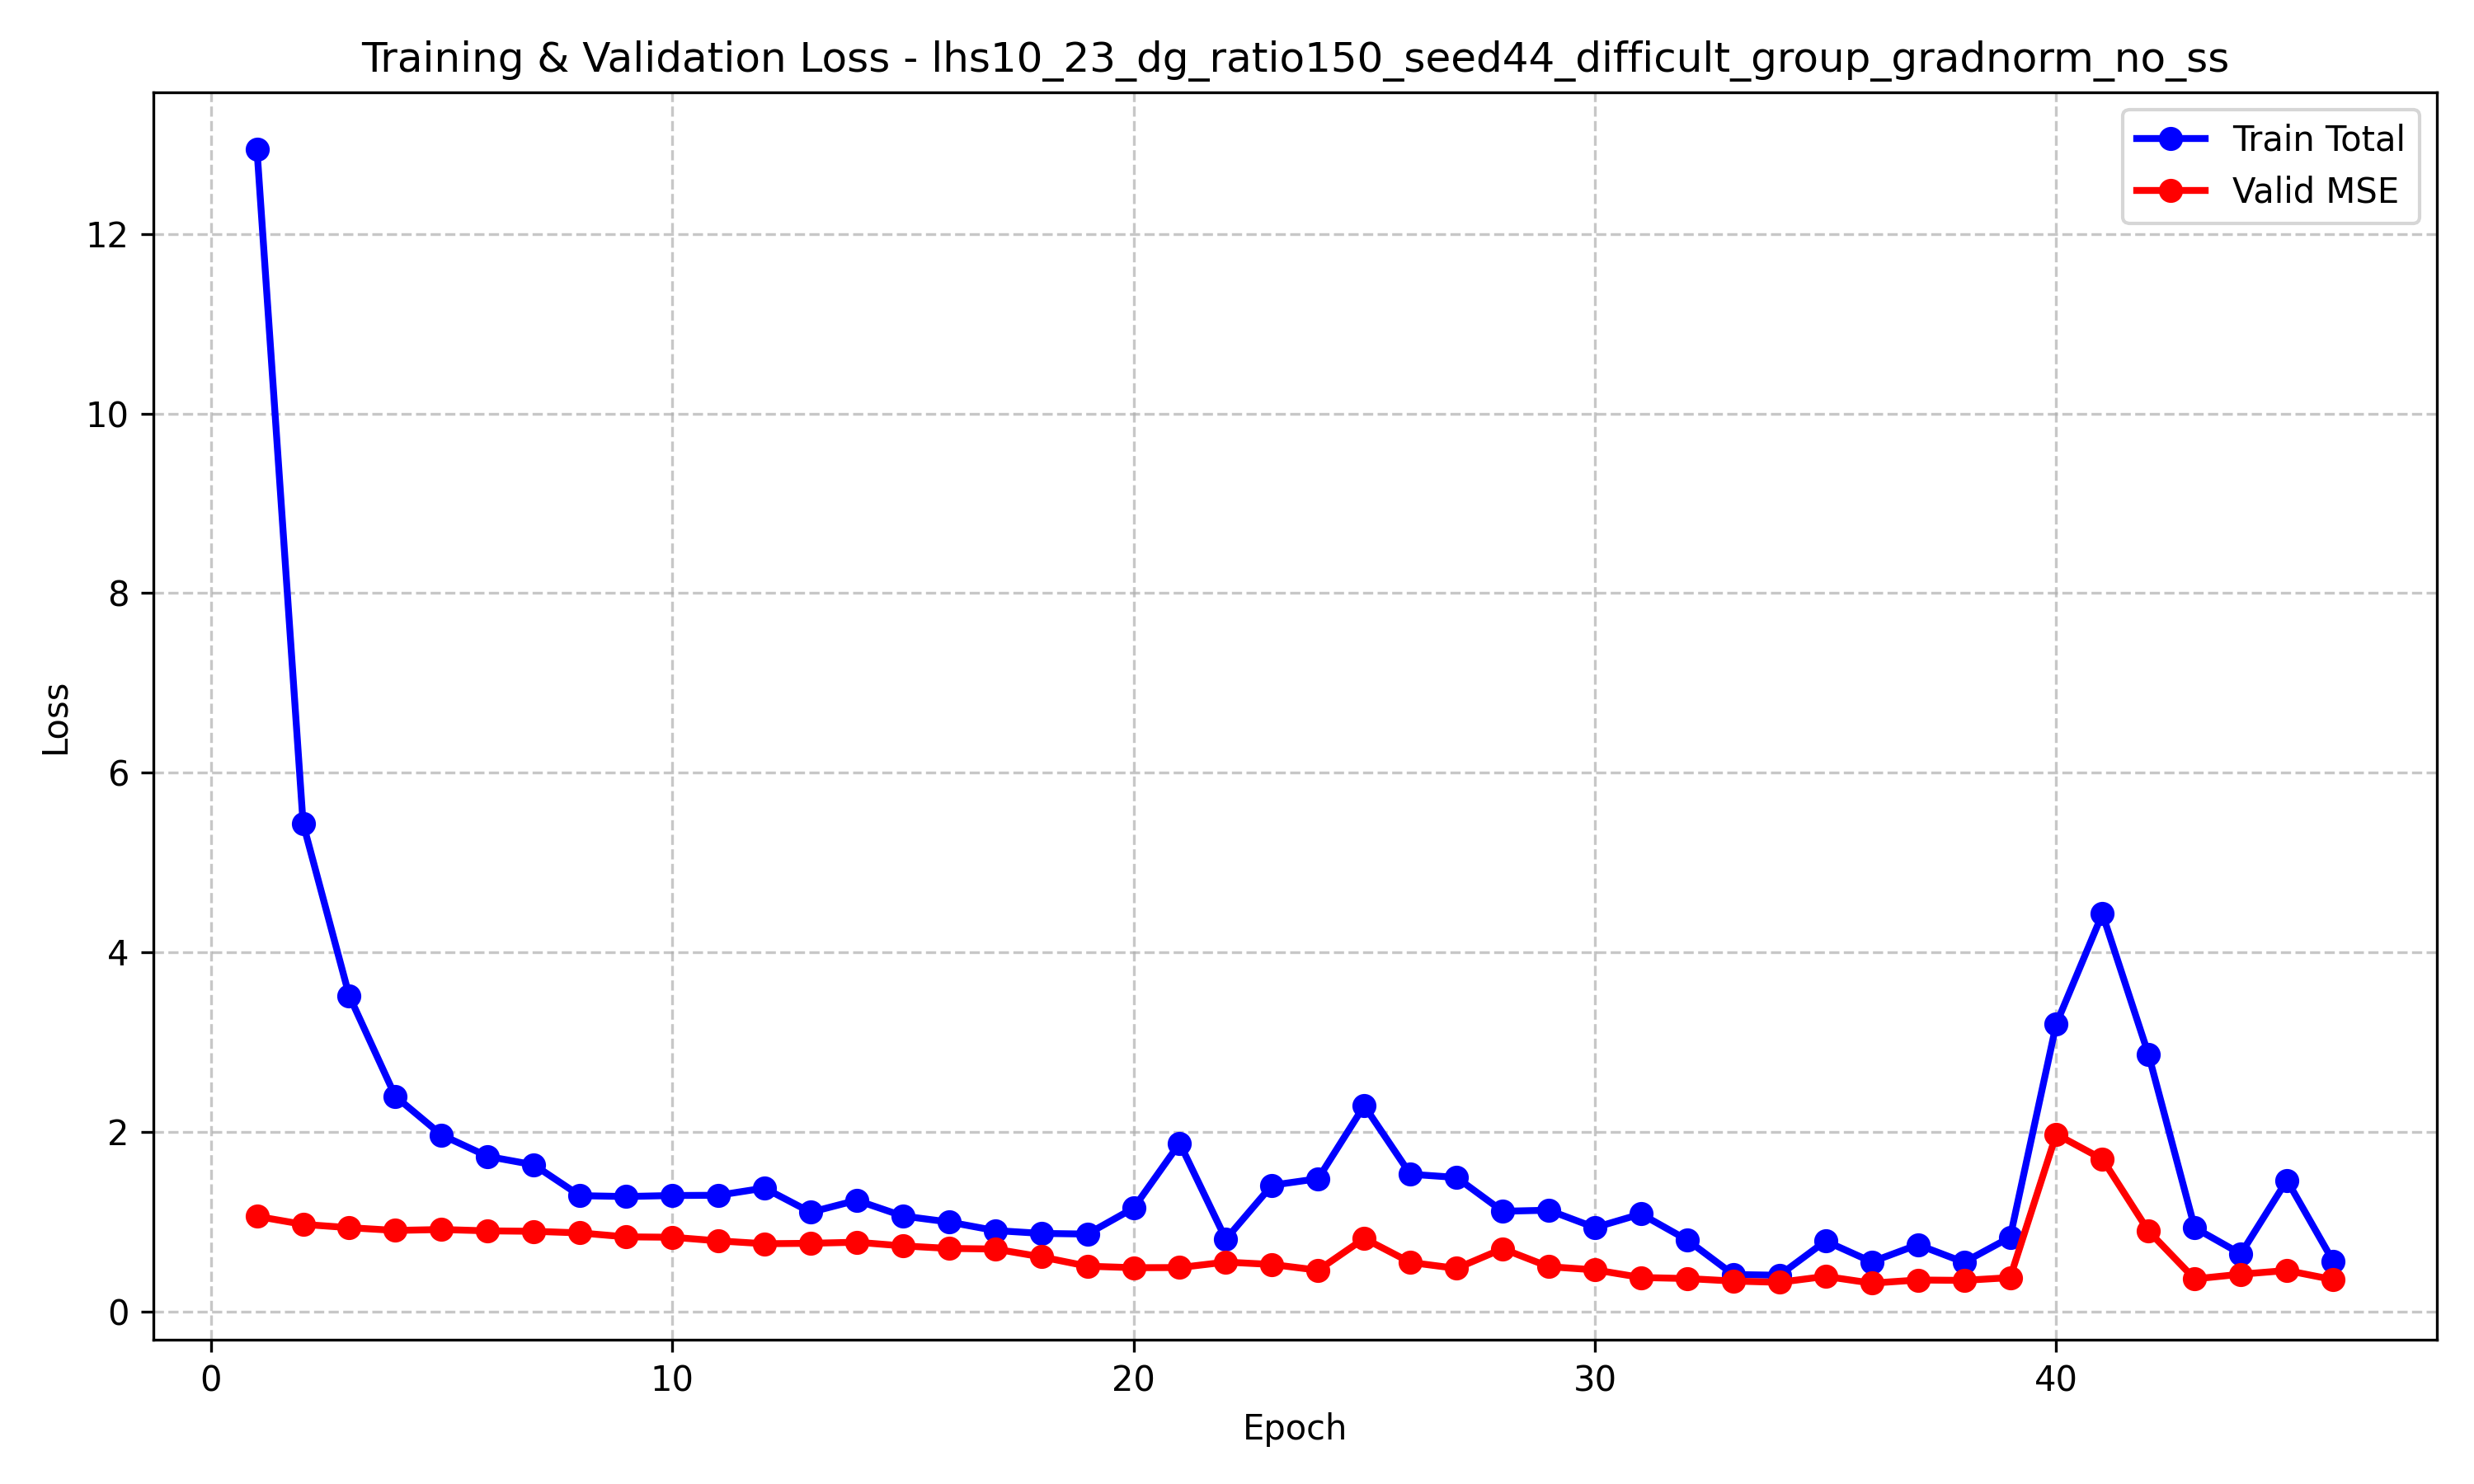 Training & Validation Loss - lhs10_23_dg_ratio150_seed44_difficult_group_gradnorm_no_ss
Train Total
Valid MSE
12
10
8
6
4
2
0
Loss
0 10 20 30 40
Epoch